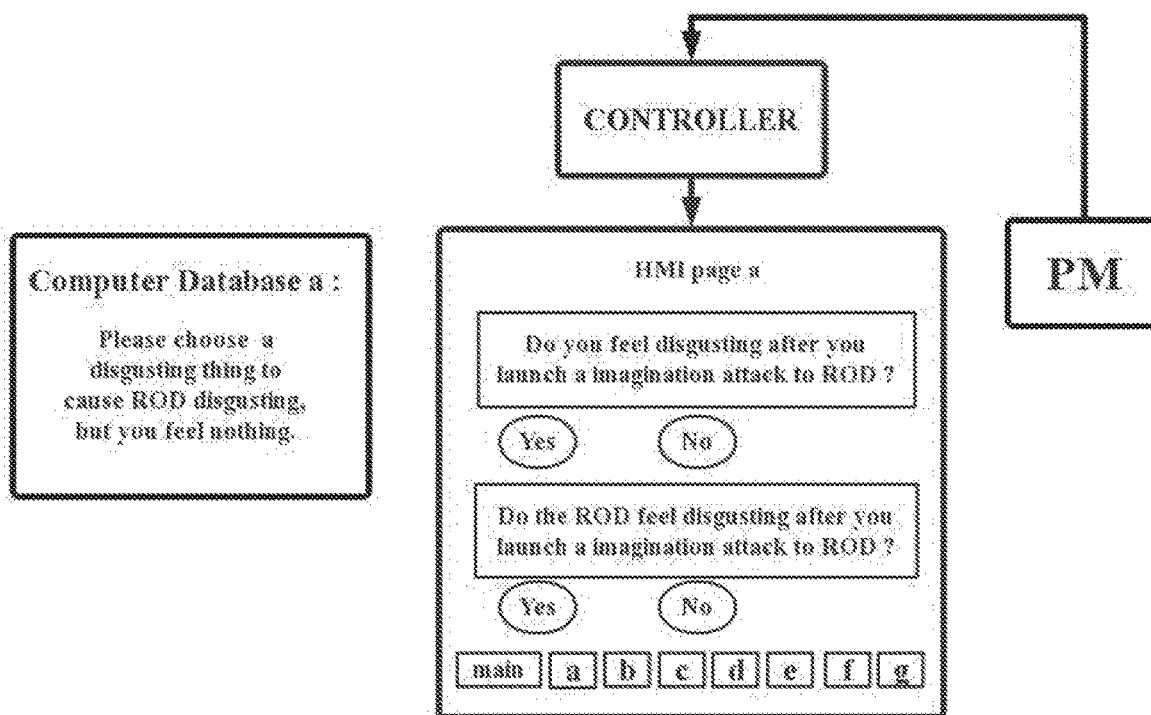 CONTROLLER
PM
Computer Database a :
Please choose a
disgusting thing to
cause ROD disgusting,
but you feel nothing.
HMI page a
Do you feel disgusting after you
launch a imagination attack to ROD ?
Yes No
Do the ROD feel disgusting after you
launch a imagination attack to ROD ?
Yes No
main a b c d e f g